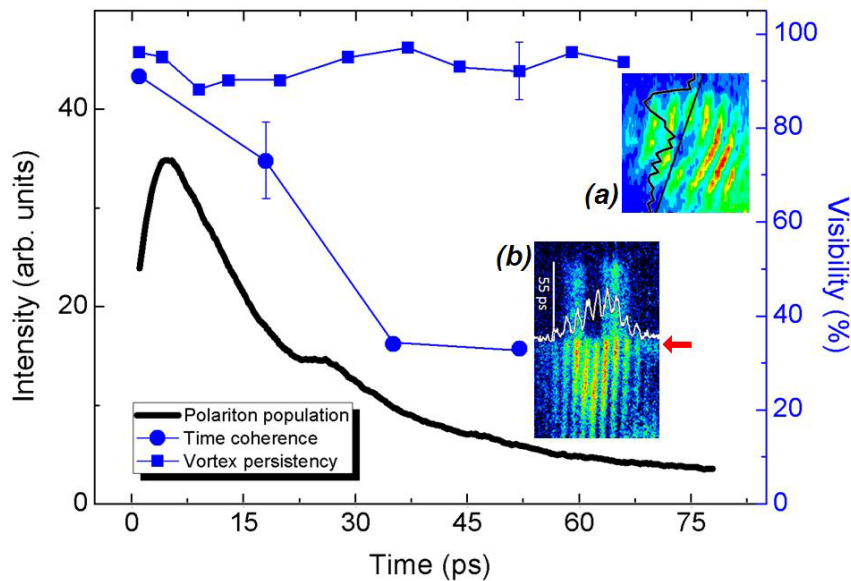 Intensity (arb. units)
40
20
0
100
80
60
40
20
0
Visibility (%)
(a)
(b)
55 ps
Polariton population
Time coherence
Vortex persistency
0
15
30
45
60
75
Time (ps)